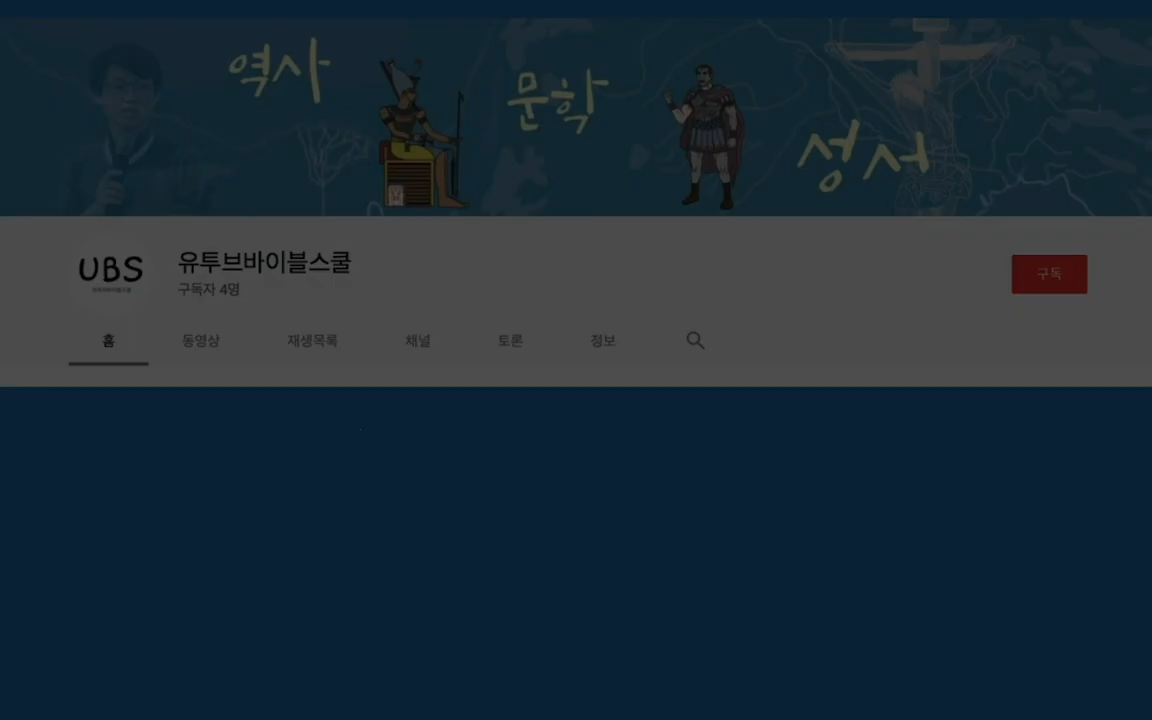 역사
문학
성서
UBS
유투브바이블스쿨
구독자 4명
구독
홈 동영상 재생목록 채널 토론 정보